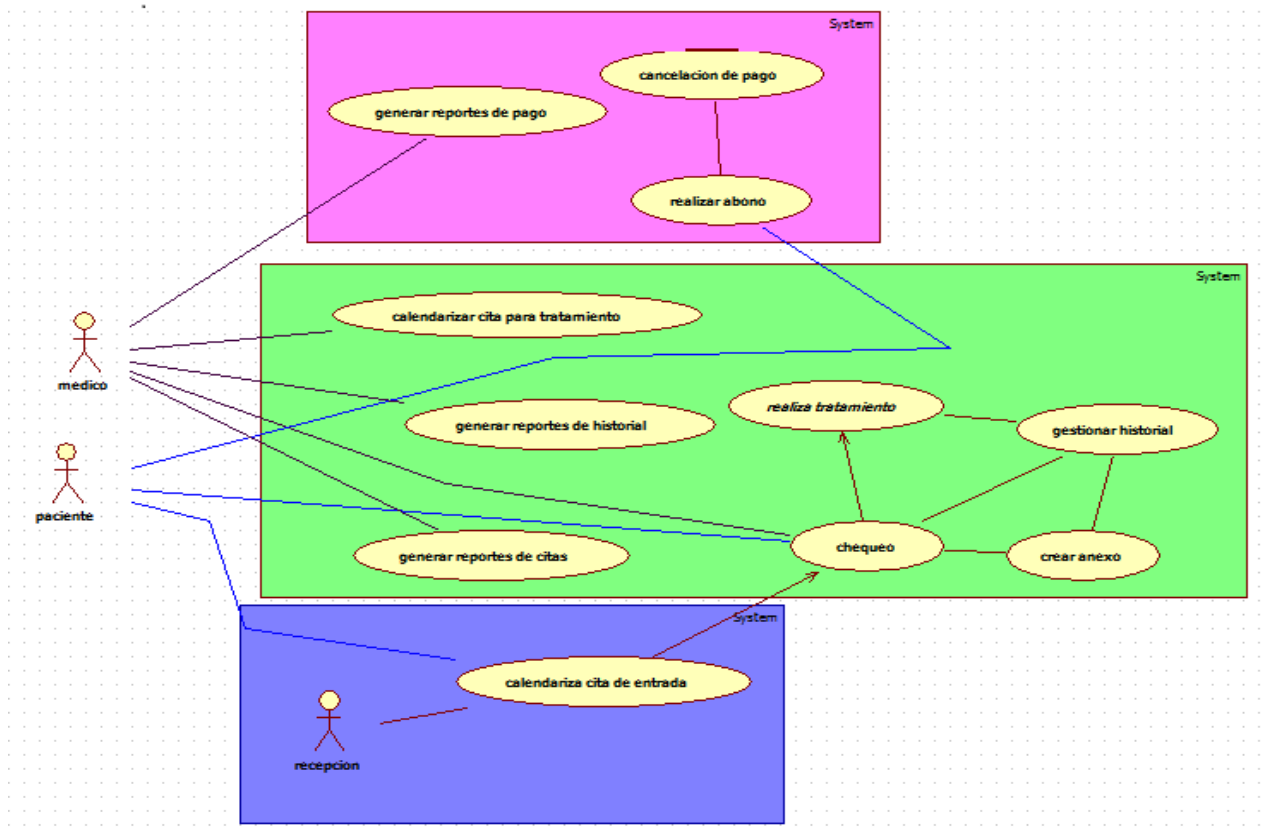 System
cancelacion de pago
generar reportes de pago
realizar abono
System
calendarizar cita para tratamiento
medico
realiza tratamiento
generar reportes de historial
gestionar historial
paciente
chequeo
generar reportes de citas
crear anexo
System
calendariza cita de entrada
recepcion